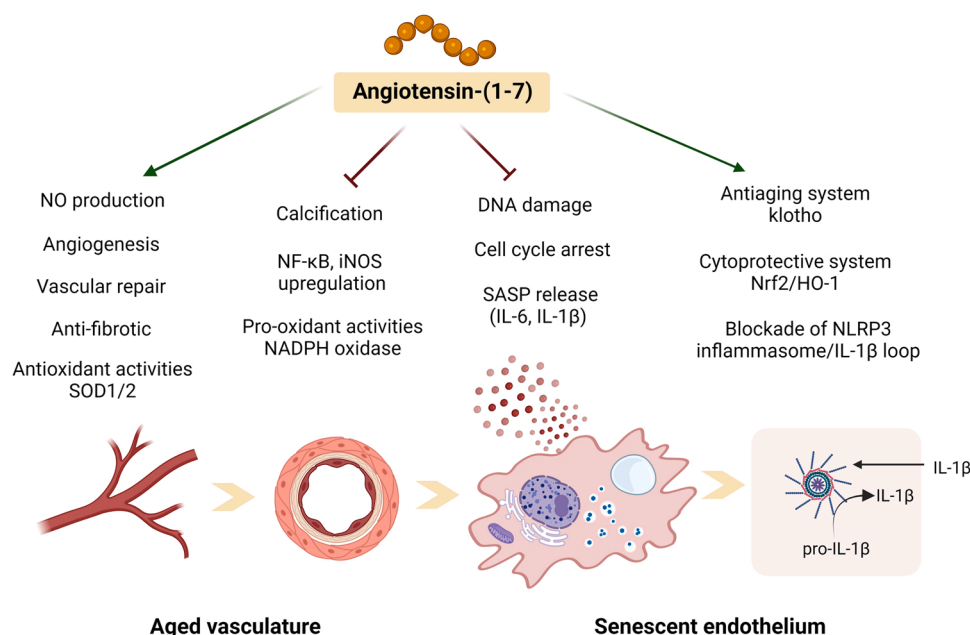 Angiotensin-(1-7)
NO production
Angiogenesis
Vascular repair
Anti-fibrotic
Antioxidant activities
SOD1/2
Calcification
NF-κB, iNOS
upregulation
Pro-oxidant activities
NADPH oxidase
DNA damage
Cell cycle arrest
SASP release
(IL-6, IL-1β)
Antiaging system
klotho
Cytoprotective system
Nrf2/HO-1
Blockade of NLRP3
inflammasome/IL-1β loop
IL-1β
IL-1β
pro-IL-1β
Aged vasculature
Senescent endothelium